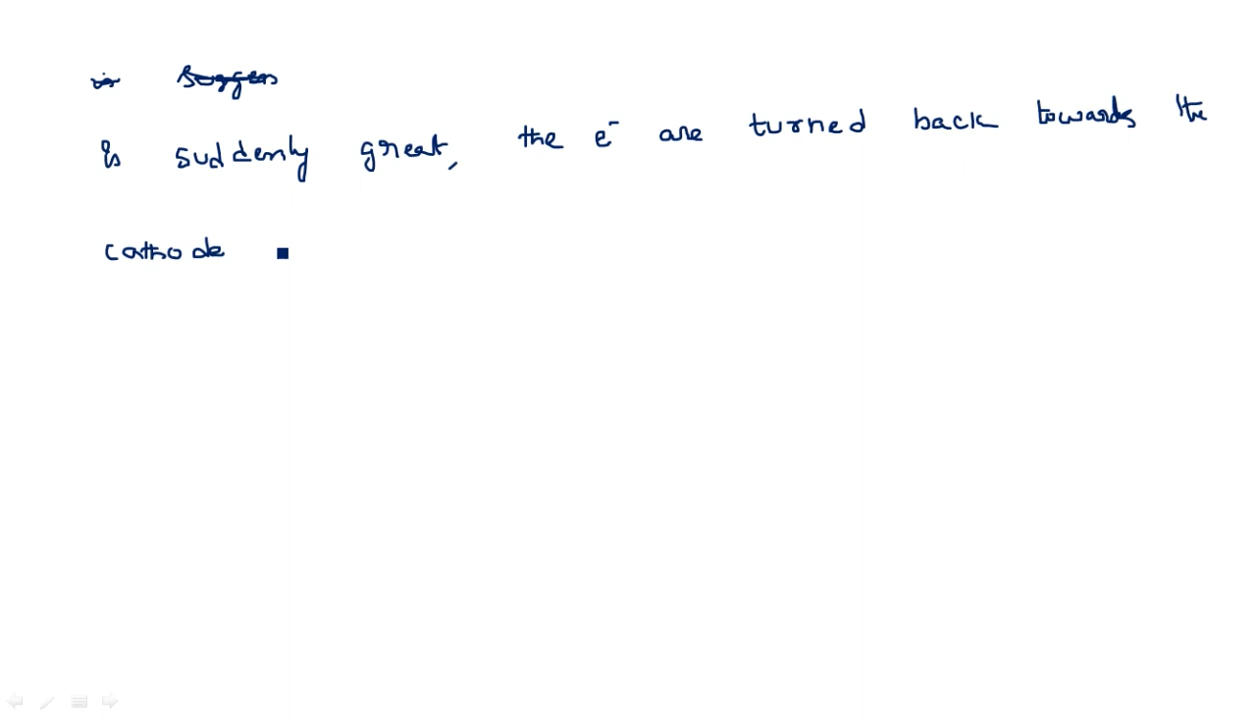 is suddenly great, the e⁻ are turned back towards the
cathode